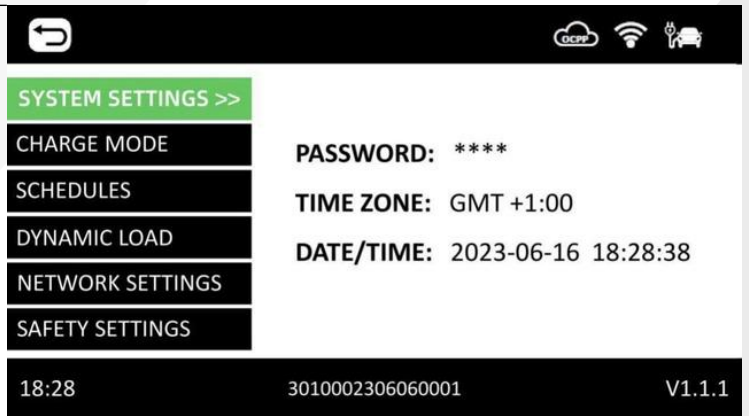 OCPP
SYSTEM SETTINGS >>
CHARGE MODE
SCHEDULES
DYNAMIC LOAD
NETWORK SETTINGS
SAFETY SETTINGS
PASSWORD: ****
TIME ZONE: GMT +1:00
DATE/TIME: 2023-06-16 18:28:38
18:28
3010002306060001
V1.1.1